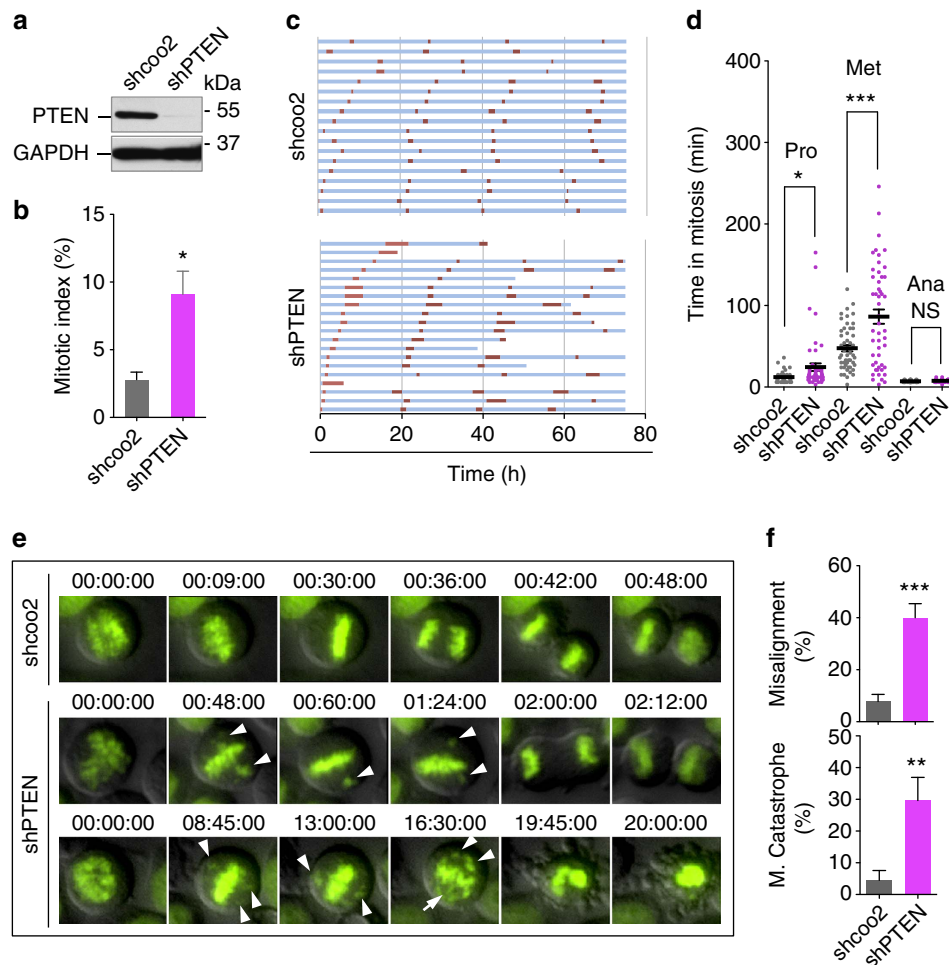 a
shcoo2
shPTEN
kDa
PTEN
- 55
GAPDH
- 37
b
Mitotic index (%)
15
10
5
0
*
shcoo2
shPTEN
c
shcoo2
shPTEN
0 20 40 60 80
Time (h)
d
Time in mitosis (min)
400
300
200
100
0
Pro
*
Met
***
Ana
NS
shcoo2
shPTEN
shcoo2
shPTEN
shcoo2
shPTEN
e
shcoo2
00:00:00 00:09:00 00:30:00 00:36:00 00:42:00 00:48:00
shPTEN
00:00:00 00:48:00 00:60:00 01:24:00 02:00:00 02:12:00
00:00:00 08:45:00 13:00:00 16:30:00 19:45:00 20:00:00
f
Misalignment
(%)
60
40
20
0
***
M. Catastrophe
(%)
50
40
30
20
10
0
**
shcoo2
shPTEN